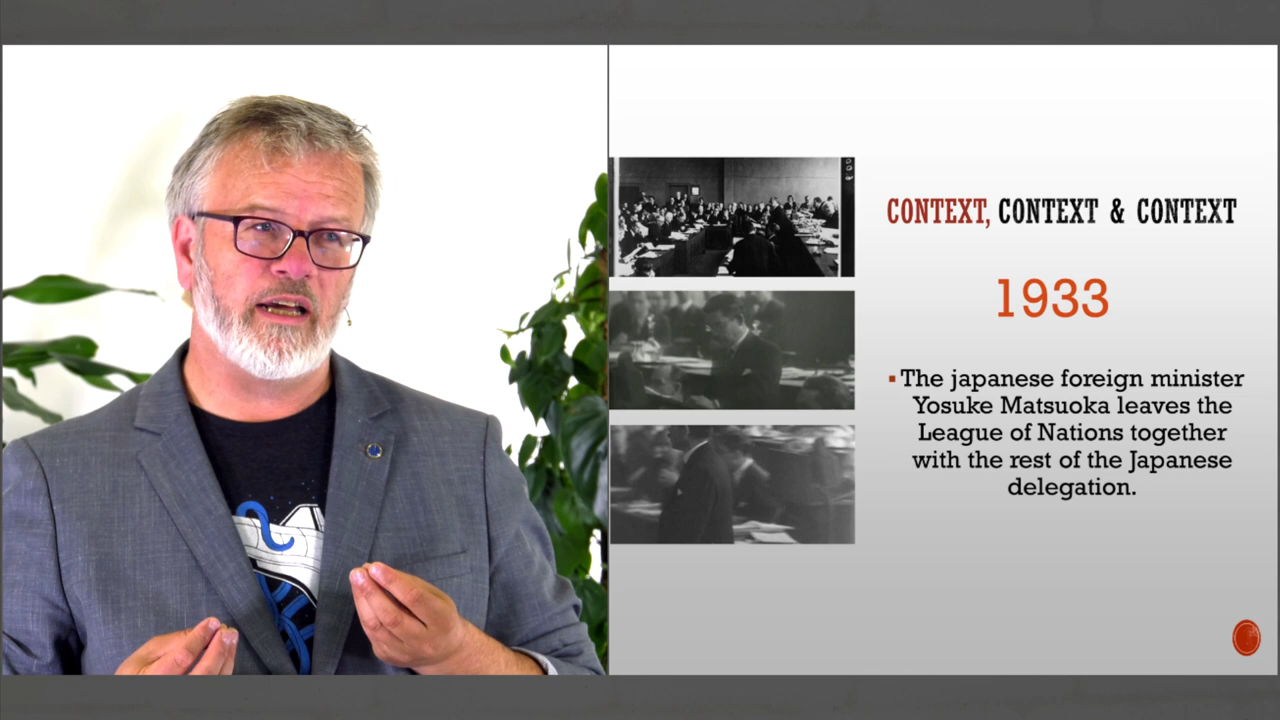 CONTEXT, CONTEXT & CONTEXT
1933
The japanese foreign minister
Yosuke Matsuoka leaves the
League of Nations together
with the rest of the Japanese
delegation.